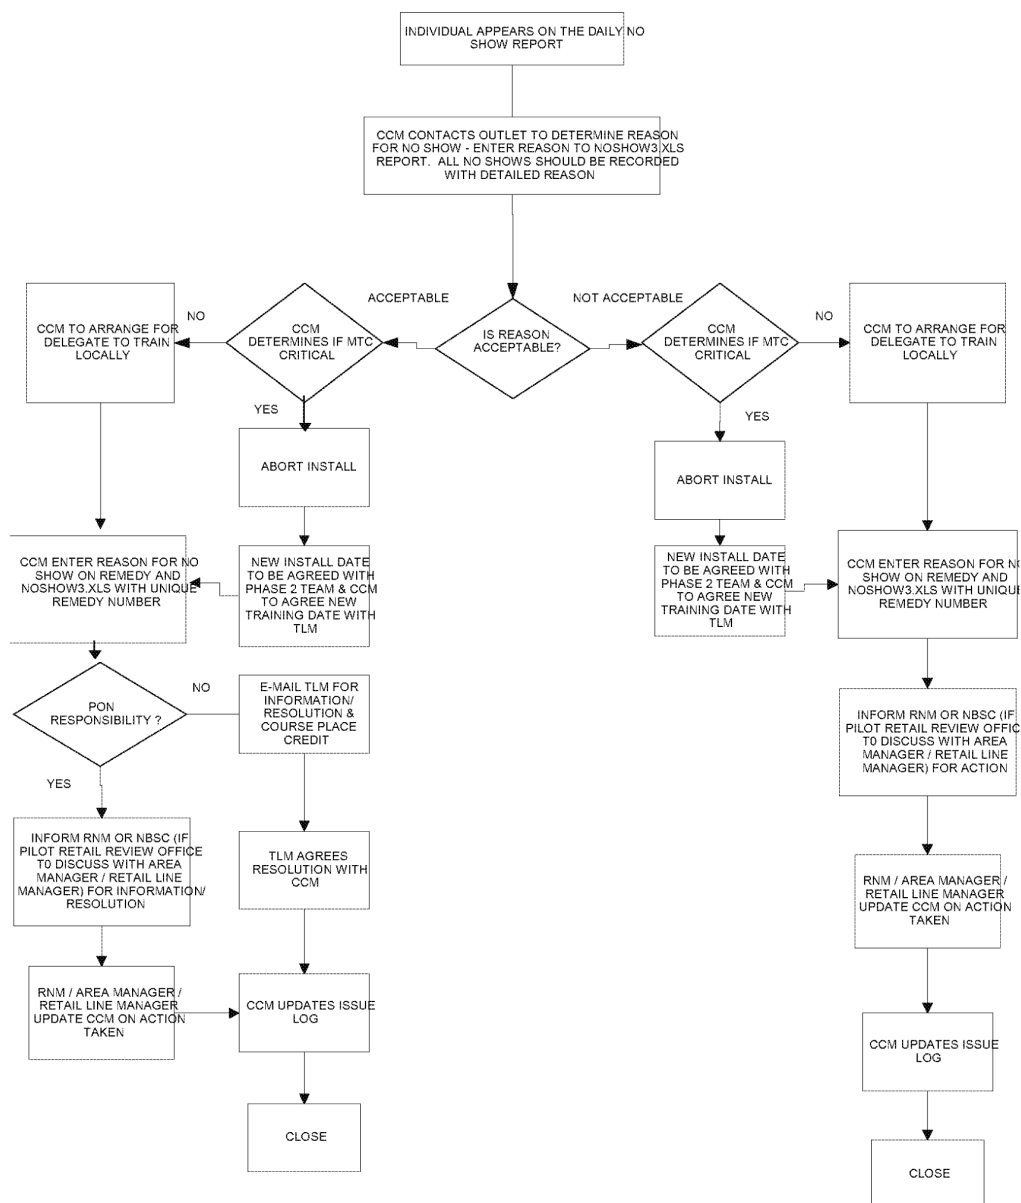 INDIVIDUAL APPEARS ON THE DAILY NO
SHOW REPORT
CCM CONTACTS OUTLET TO DETERMINE REASON
FOR NO SHOW - ENTER REASON TO NOSHOW3.XLS
REPORT. ALL NO SHOWS SHOULD BE RECORDED
WITH DETAILED REASON
IS REASON
ACCEPTABLE?
ACCEPTABLE
NOT ACCEPTABLE
CCM
DETERMINES IF MTC
CRITICAL
NO
CCM TO ARRANGE FOR
DELEGATE TO TRAIN
LOCALLY
YES
ABORT INSTALL
NEW INSTALL DATE
TO BE AGREED WITH
PHASE 2 TEAM & CCM
TO AGREE NEW
TRAINING DATE WITH
TLM
CCM ENTER REASON FOR NO
SHOW ON REMEDY AND
NOSHOW3.XLS WITH UNIQUE
REMEDY NUMBER
PON
RESPONSIBILITY ?
NO
E-MAIL TLM FOR
INFORMATION/
RESOLUTION &
COURSE PLACE
CREDIT
YES
INFORM RNM OR NBSC (IF
PILOT RETAIL REVIEW OFFICE
T0 DISCUSS WITH AREA
MANAGER / RETAIL LINE
MANAGER) FOR INFORMATION/
RESOLUTION
TLM AGREES
RESOLUTION WITH
CCM
RNM / AREA MANAGER /
RETAIL LINE MANAGER
UPDATE CCM ON ACTION
TAKEN
CCM UPDATES ISSUE
LOG
CLOSE
CCM
DETERMINES IF MTC
CRITICAL
NO
CCM TO ARRANGE FOR
DELEGATE TO TRAIN
LOCALLY
YES
ABORT INSTALL
NEW INSTALL DATE
TO BE AGREED WITH
PHASE 2 TEAM & CCM
TO AGREE NEW
TRAINING DATE WITH
TLM
CCM ENTER REASON FOR NO
SHOW ON REMEDY AND
NOSHOW3.XLS WITH UNIQUE
REMEDY NUMBER
INFORM RNM OR NBSC (IF
PILOT RETAIL REVIEW OFFIC
T0 DISCUSS WITH AREA
MANAGER / RETAIL LINE
MANAGER) FOR ACTION
RNM / AREA MANAGER /
RETAIL LINE MANAGER
UPDATE CCM ON ACTION
TAKEN
CCM UPDATES ISSUE
LOG
CLOSE